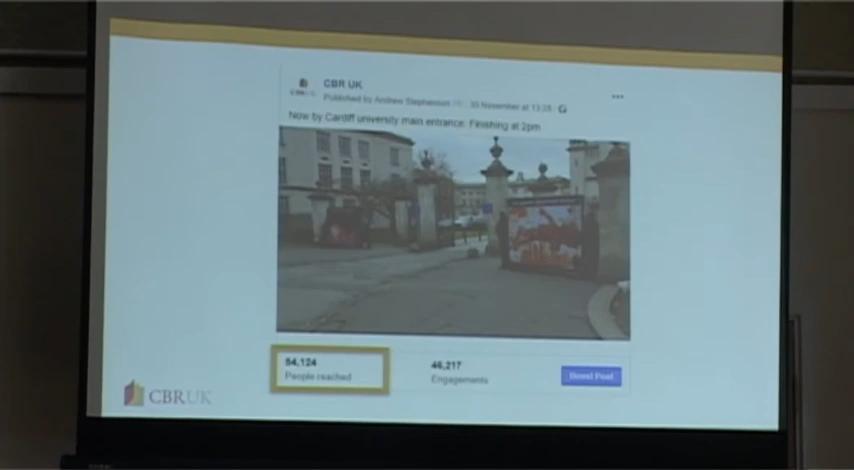 CBR UK
Published by Andrew Stephenson · 30 November at 13:25
Now by Cardiff university main entrance. Finishing at 2pm
54,124
People reached
46,217
Engagements
Boost Post
CBRUK